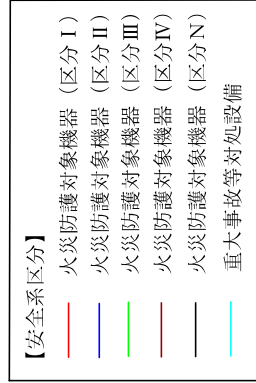 【安全系区分】
火災防護対象機器（区分Ⅰ）
火災防護対象機器（区分Ⅱ）
火災防護対象機器（区分Ⅲ）
火災防護対象機器（区分Ⅳ）
火災防護対象機器（区分N）
重大事故等対処設備